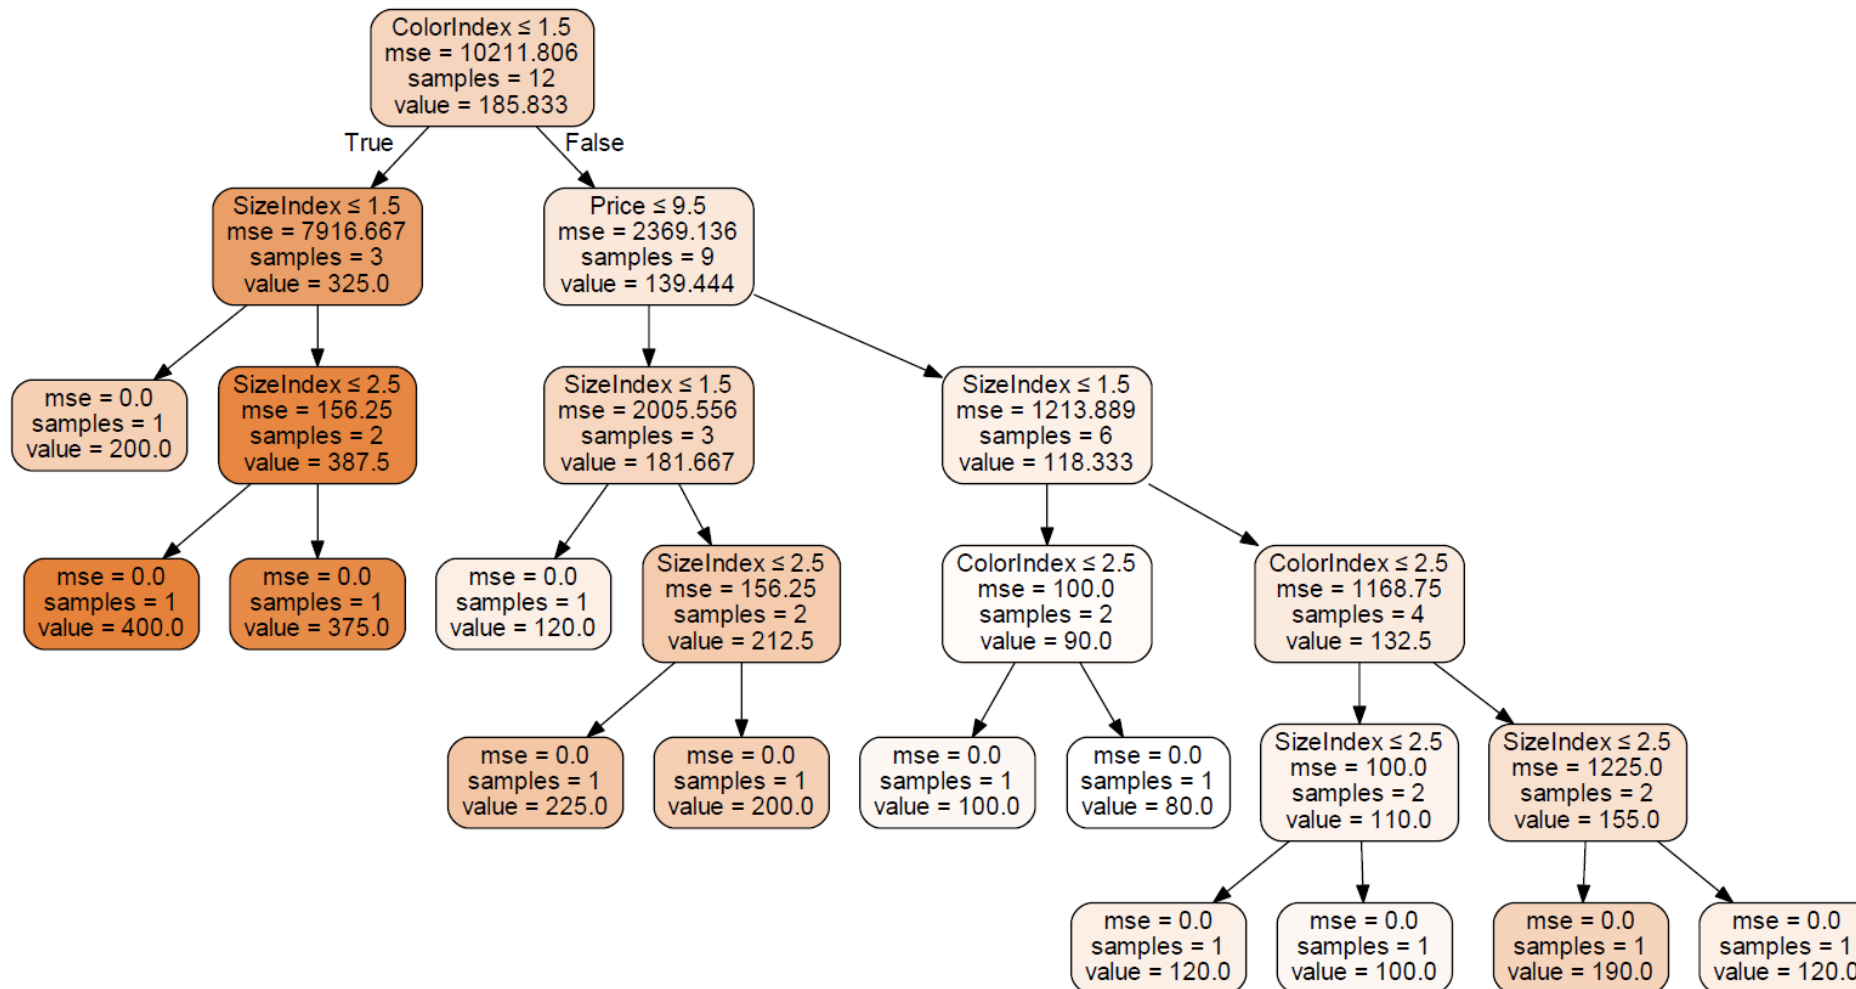 ColorIndex ≤ 1.5
mse = 10211.806
samples = 12
value = 185.833
True
False
SizeIndex ≤ 1.5
mse = 7916.667
samples = 3
value = 325.0
Price ≤ 9.5
mse = 2369.136
samples = 9
value = 139.444
mse = 0.0
samples = 1
value = 200.0
SizeIndex ≤ 2.5
mse = 156.25
samples = 2
value = 387.5
SizeIndex ≤ 1.5
mse = 2005.556
samples = 3
value = 181.667
SizeIndex ≤ 1.5
mse = 1213.889
samples = 6
value = 118.333
mse = 0.0
samples = 1
value = 400.0
mse = 0.0
samples = 1
value = 375.0
mse = 0.0
samples = 1
value = 120.0
SizeIndex ≤ 2.5
mse = 156.25
samples = 2
value = 212.5
ColorIndex ≤ 2.5
mse = 100.0
samples = 2
value = 90.0
ColorIndex ≤ 2.5
mse = 1168.75
samples = 4
value = 132.5
mse = 0.0
samples = 1
value = 225.0
mse = 0.0
samples = 1
value = 200.0
mse = 0.0
samples = 1
value = 100.0
mse = 0.0
samples = 1
value = 80.0
SizeIndex ≤ 2.5
mse = 100.0
samples = 2
value = 110.0
SizeIndex ≤ 2.5
mse = 1225.0
samples = 2
value = 155.0
mse = 0.0
samples = 1
value = 120.0
mse = 0.0
samples = 1
value = 100.0
mse = 0.0
samples = 1
value = 190.0
mse = 0.0
samples = 1
value = 120.0